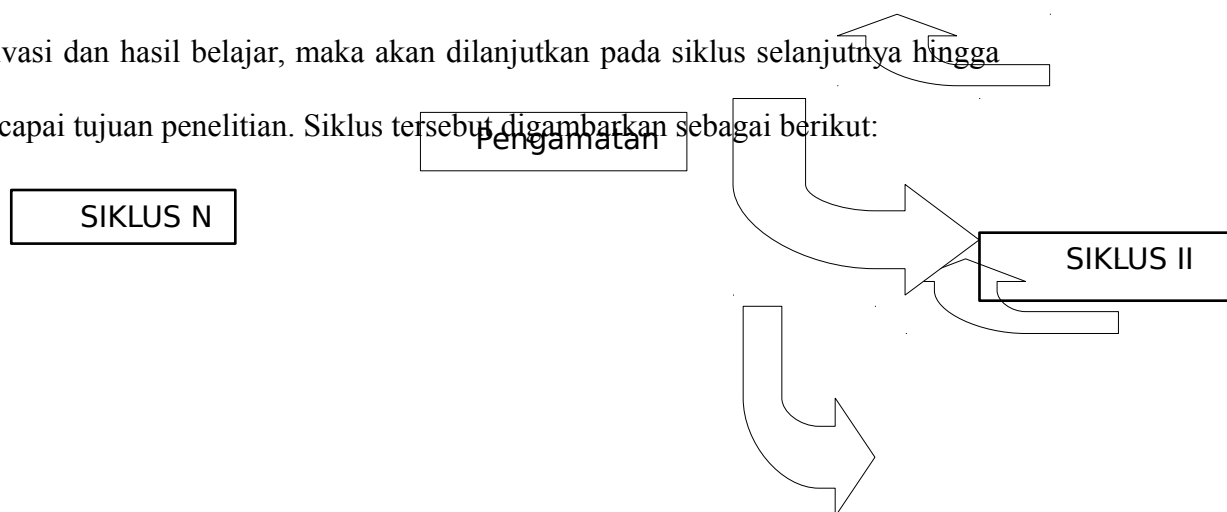 vasi dan hasil belajar, maka akan dilanjutkan pada siklus selanjutnya hingga
capai tujuan penelitian. Siklus tersebut digambarkan sebagai berikut:
Pengamatan
SIKLUS N
SIKLUS II